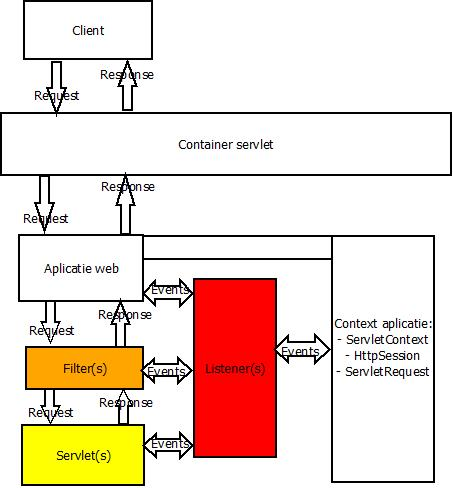 Client
Response
Request
Container servlet
Response
Request
Aplicatie web
Events
Response
Request
Context aplicatie:
- ServletContext
- HttpSession
- ServletRequest
Events
Filter(s)
Events
Listener(s)
Response
Request
Events
Servlet(s)